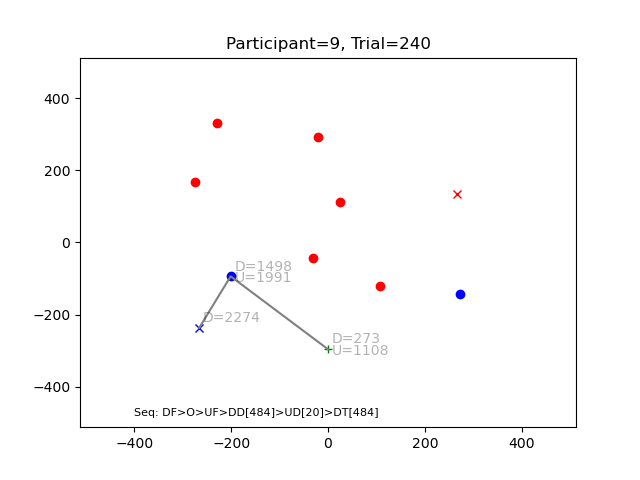 Participant=9, Trial=240
400
200
0
−200
−400
D=1498
U=1991
D=2274
D=273
U=1108
Seq: DF>O>UF>DD[484]>UD[20]>DT[484]
−400
−200
0
200
400